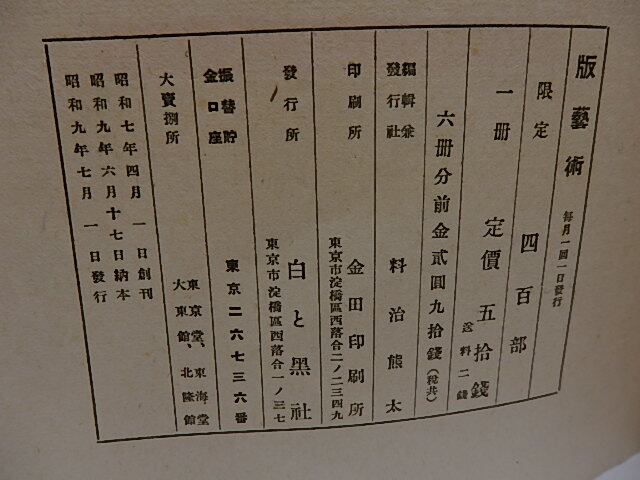 版藝術 毎月一回一日發行
限定 四百部
一册 定價五拾錢 送料二錢
六册分前金貳圓九拾錢(税共)
編輯兼發行社 料治熊太
印刷所 金田印刷所
東京市淀橋區西落合二ノ二三四九
發行所 白と黑社
東京市淀橋區西落合一ノ三七
振替貯金口座 東京二六七三六番
大賣捌所 東京堂、東海堂
大東館、北隆館
昭和七年四月一日創刊
昭和九年六月十七日納本
昭和九年七月一日發行